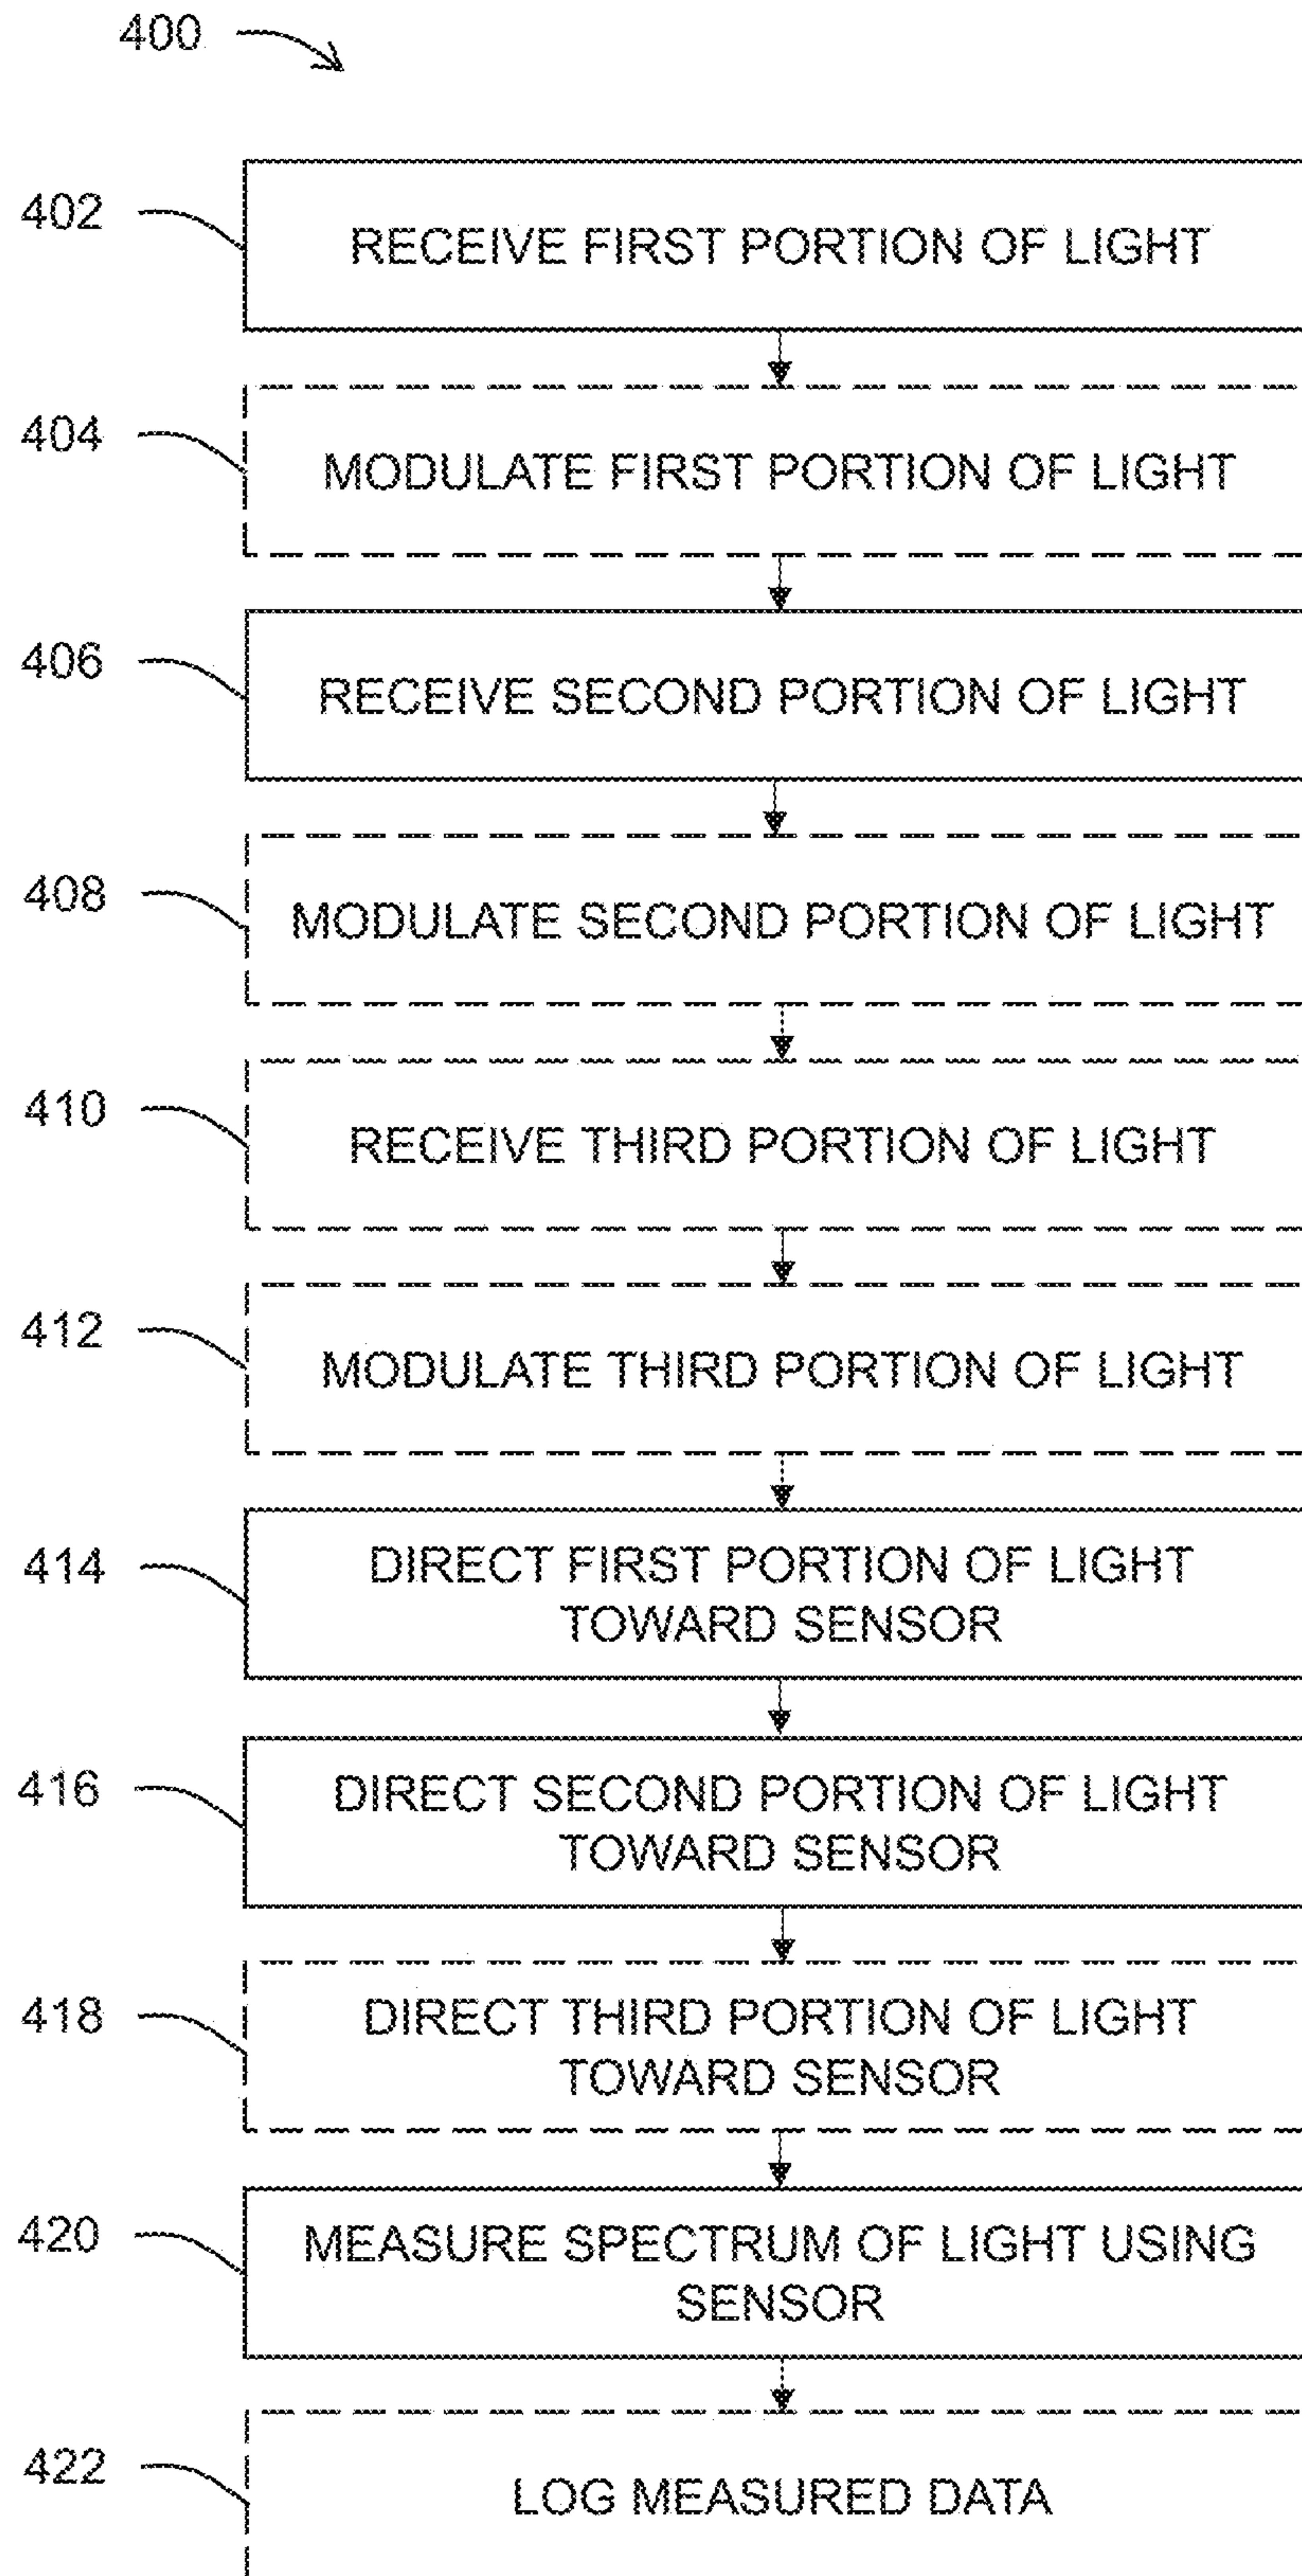 400
402
RECEIVE FIRST PORTION OF LIGHT
404
MODULATE FIRST PORTION OF LIGHT
406
RECEIVE SECOND PORTION OF LIGHT
408
MODULATE SECOND PORTION OF LIGHT
410
RECEIVE THIRD PORTION OF LIGHT
412
MODULATE THIRD PORTION OF LIGHT
414
DIRECT FIRST PORTION OF LIGHT
TOWARD SENSOR
416
DIRECT SECOND PORTION OF LIGHT
TOWARD SENSOR
418
DIRECT THIRD PORTION OF LIGHT
TOWARD SENSOR
420
MEASURE SPECTRUM OF LIGHT USING
SENSOR
422
LOG MEASURED DATA